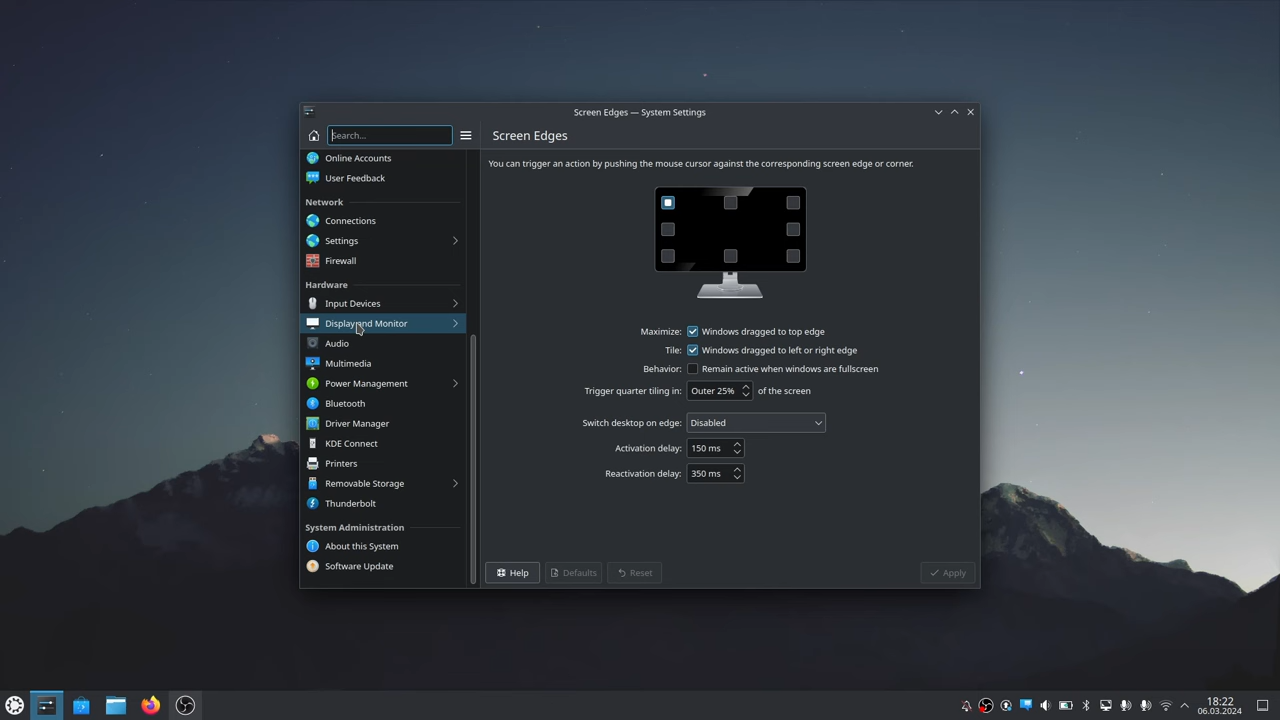 Screen Edges — System Settings
Search...
Screen Edges
Online Accounts
User Feedback
Network
Connections
Settings
Firewall
Hardware
Input Devices
Display and Monitor
Audio
Multimedia
Power Management
Bluetooth
Driver Manager
KDE Connect
Printers
Removable Storage
Thunderbolt
System Administration
About this System
Software Update
You can trigger an action by pushing the mouse cursor against the corresponding screen edge or corner.
Maximize: Windows dragged to top edge
Tile: Windows dragged to left or right edge
Behavior: Remain active when windows are fullscreen
Trigger quarter tiling in: Outer 25% of the screen
Switch desktop on edge: Disabled
Activation delay: 150 ms
Reactivation delay: 350 ms
Help Defaults Reset Apply
18:22
06.03.2024